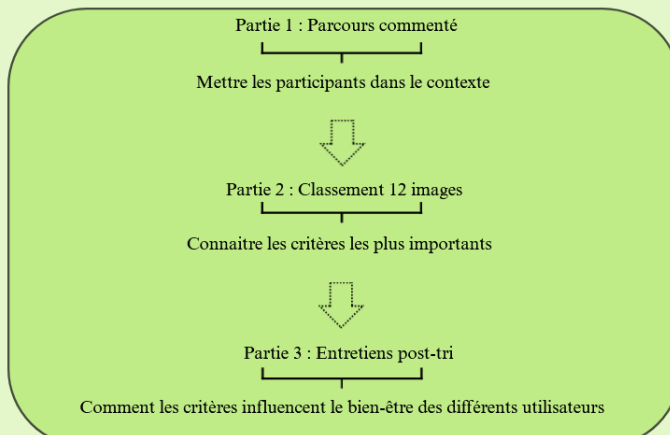 Partie 1 : Parcours commenté
Mettre les participants dans le contexte
Partie 2 : Classement 12 images
Connaitre les critères les plus importants
Partie 3 : Entretiens post-tri
Comment les critères influencent le bien-être des différents utilisateurs